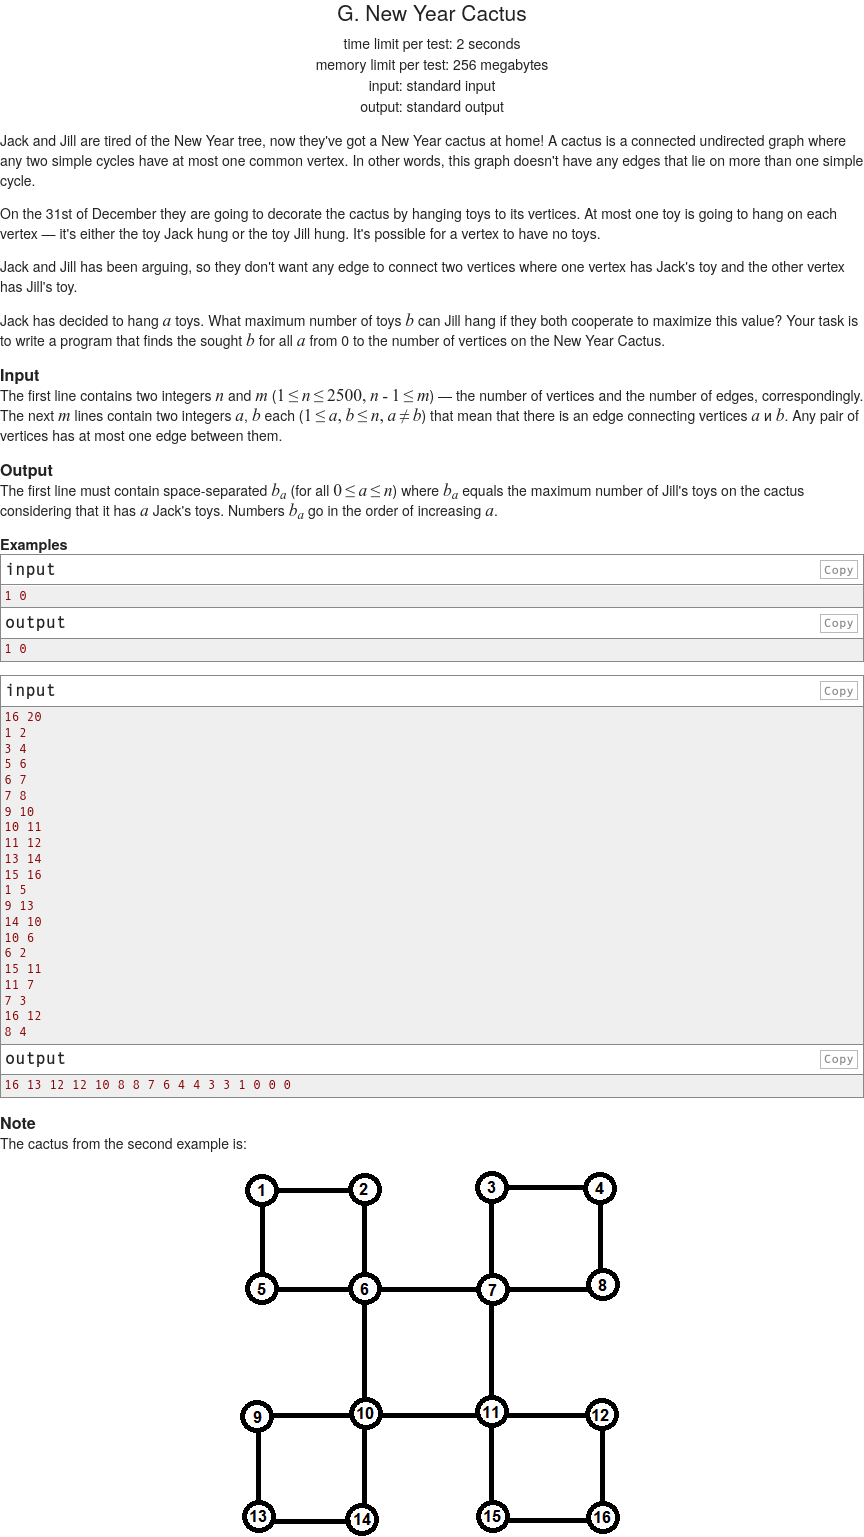 G. New Year Cactus
time limit per test: 2 seconds
memory limit per test: 256 megabytes
input: standard input
output: standard output
Jack and Jill are tired of the New Year tree, now they've got a New Year cactus at home! A cactus is a connected undirected graph where
any two simple cycles have at most one common vertex. In other words, this graph doesn't have any edges that lie on more than one simple
cycle.
On the 31st of December they are going to decorate the cactus by hanging toys to its vertices. At most one toy is going to hang on each
vertex — it's either the toy Jack hung or the toy Jill hung. It's possible for a vertex to have no toys.
Jack and Jill has been arguing, so they don't want any edge to connect two vertices where one vertex has Jack's toy and the other vertex
has Jill's toy.
Jack has decided to hang a toys. What maximum number of toys b can Jill hang if they both cooperate to maximize this value? Your task is
to write a program that finds the sought b for all a from 0 to the number of vertices on the New Year Cactus.
Input
The first line contains two integers n and m (1 ≤ n ≤ 2500, n - 1 ≤ m) — the number of vertices and the number of edges, correspondingly.
The next m lines contain two integers a, b each (1 ≤ a, b ≤ n, a ≠ b) that mean that there is an edge connecting vertices a и b. Any pair of
vertices has at most one edge between them.
Output
The first line must contain space-separated b_a (for all 0 ≤ a ≤ n) where b_a equals the maximum number of Jill's toys on the cactus
considering that it has a Jack's toys. Numbers b_a go in the order of increasing a.
Examples
input Copy
1 0
output Copy
1 0
input Copy
16 20
1 2
3 4
5 6
6 7
7 8
9 10
10 11
11 12
13 14
15 16
1 5
9 13
14 10
10 6
6 2
15 11
11 7
7 3
16 12
8 4
output Copy
16 13 12 12 10 8 8 7 6 4 4 3 3 1 0 0 0
Note
The cactus from the second example is:
1 2 3 4
5 6 7 8
9 10 11 12
13 14 15 16